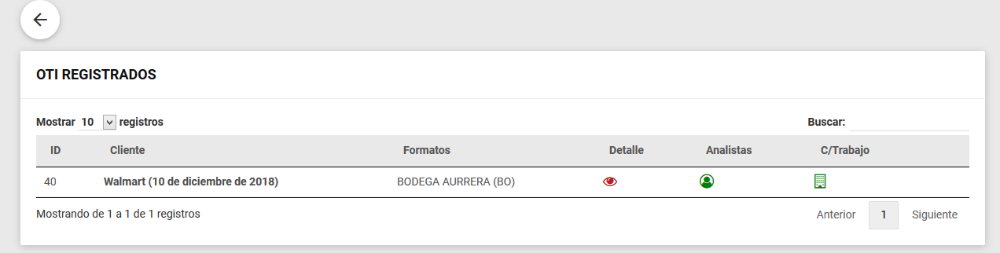 OTI REGISTRADOS
Mostrar 10 registros Buscar:
ID Cliente Formatos Detalle Analistas C/Trabajo
40 Walmart (10 de diciembre de 2018) BODEGA AURRERA (BO)
Mostrando de 1 a 1 de 1 registros Anterior 1 Siguiente